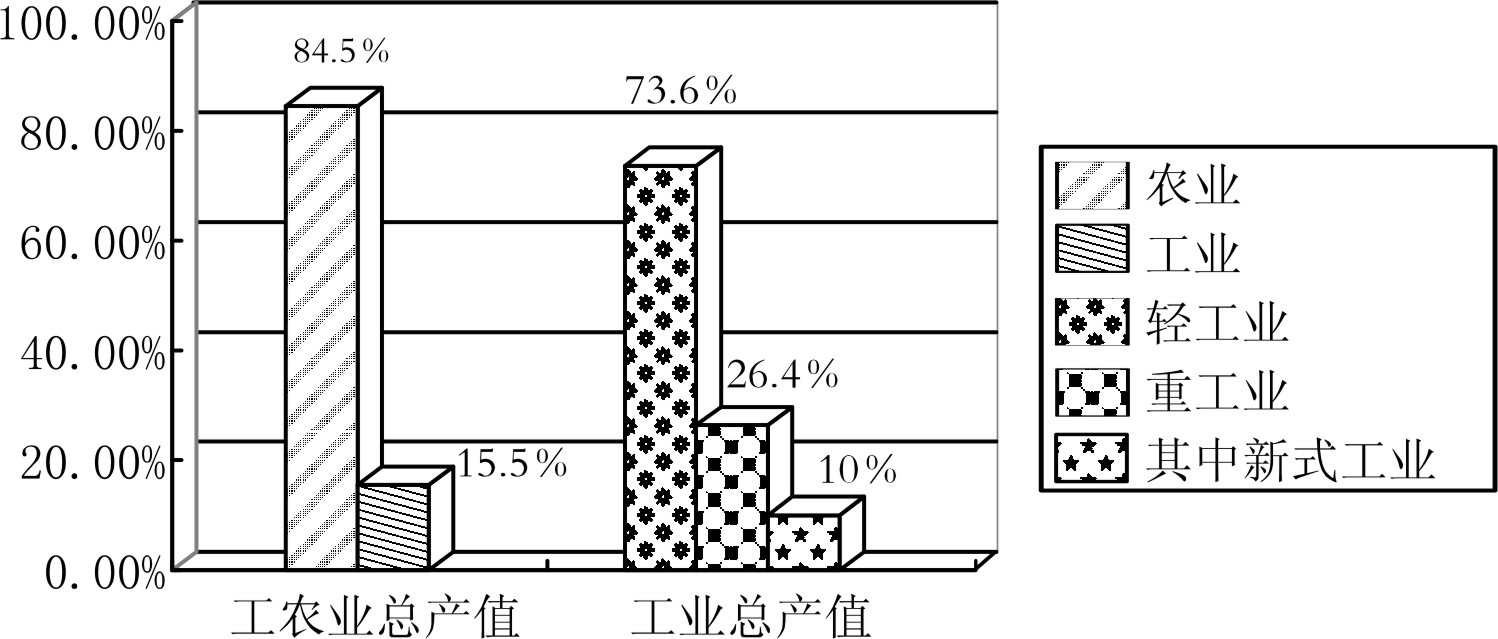 100.00%
80.00%
60.00%
40.00%
20.00%
0.00%
84.5%
15.5%
73.6%
26.4%
10%
工农业总产值
工业总产值
农业
工业
轻工业
重工业
其中新式工业